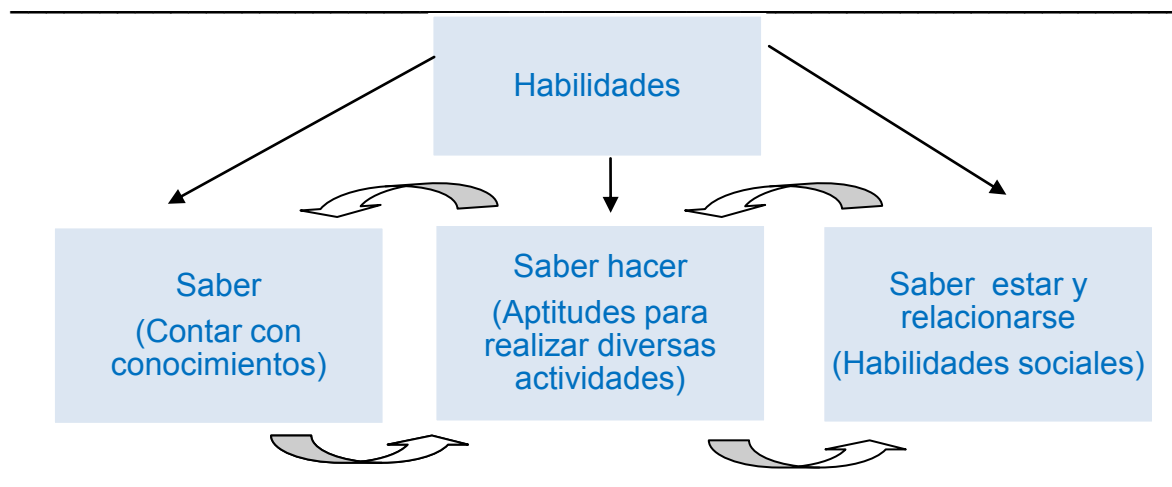 Habilidades
Saber
(Contar con
conocimientos)
Saber hacer
(Aptitudes para
realizar diversas
actividades)
Saber estar y
relacionarse
(Habilidades sociales)